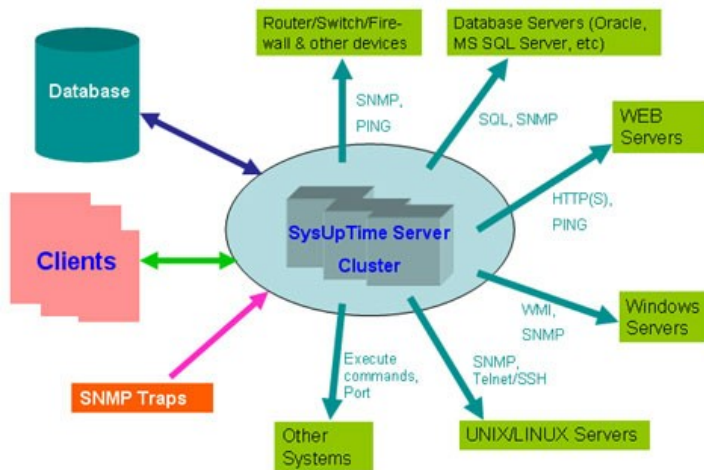 Router/Switch/Fire-
wall & other devices
Database Servers (Oracle,
MS SQL Server, etc)
Database
SNMP,
PING
SQL, SNMP
WEB
Servers
HTTP(S),
PING
SysUpTime Server
Cluster
Clients
WMI,
SNMP
Windows
Servers
SNMP Traps
Execute
commands,
Port
SNMP,
Telnet/SSH
Other
Systems
UNIX/LINUX Servers